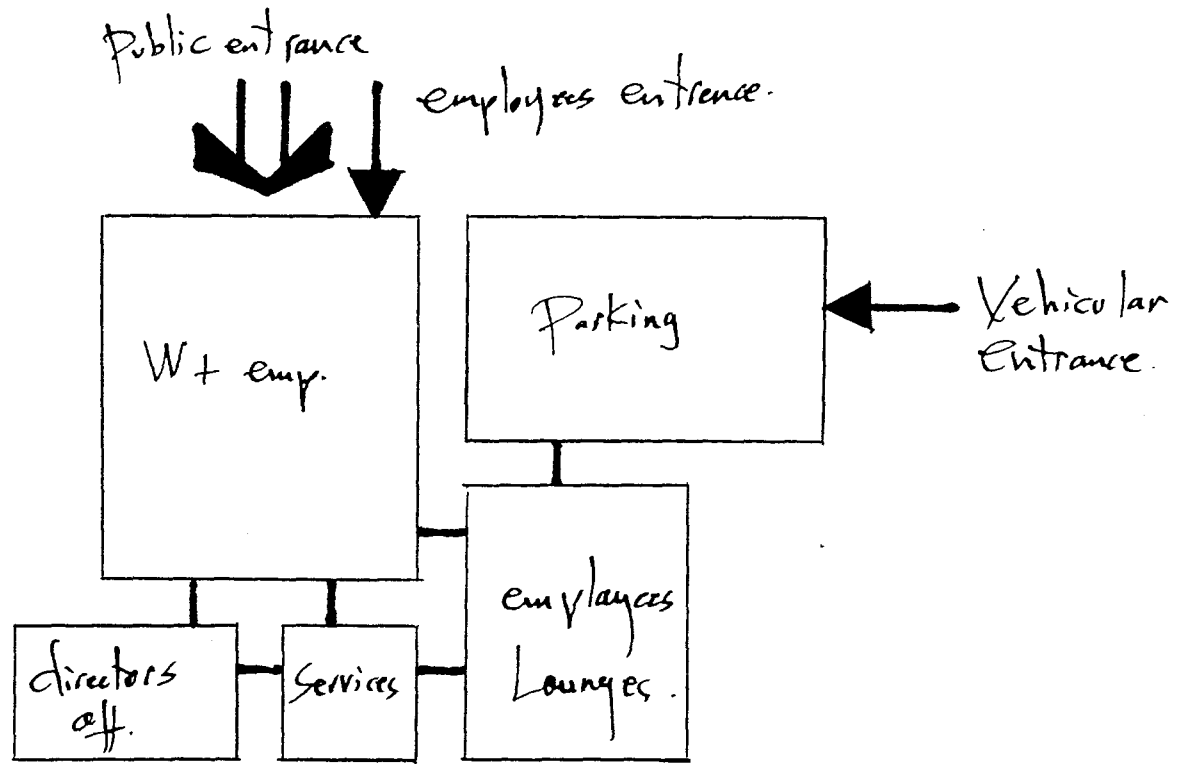 Public entrance
employees entrence.
Parking
Vehicular
entrance.
W + emp.
employees
Lounges.
directors
off.
Services